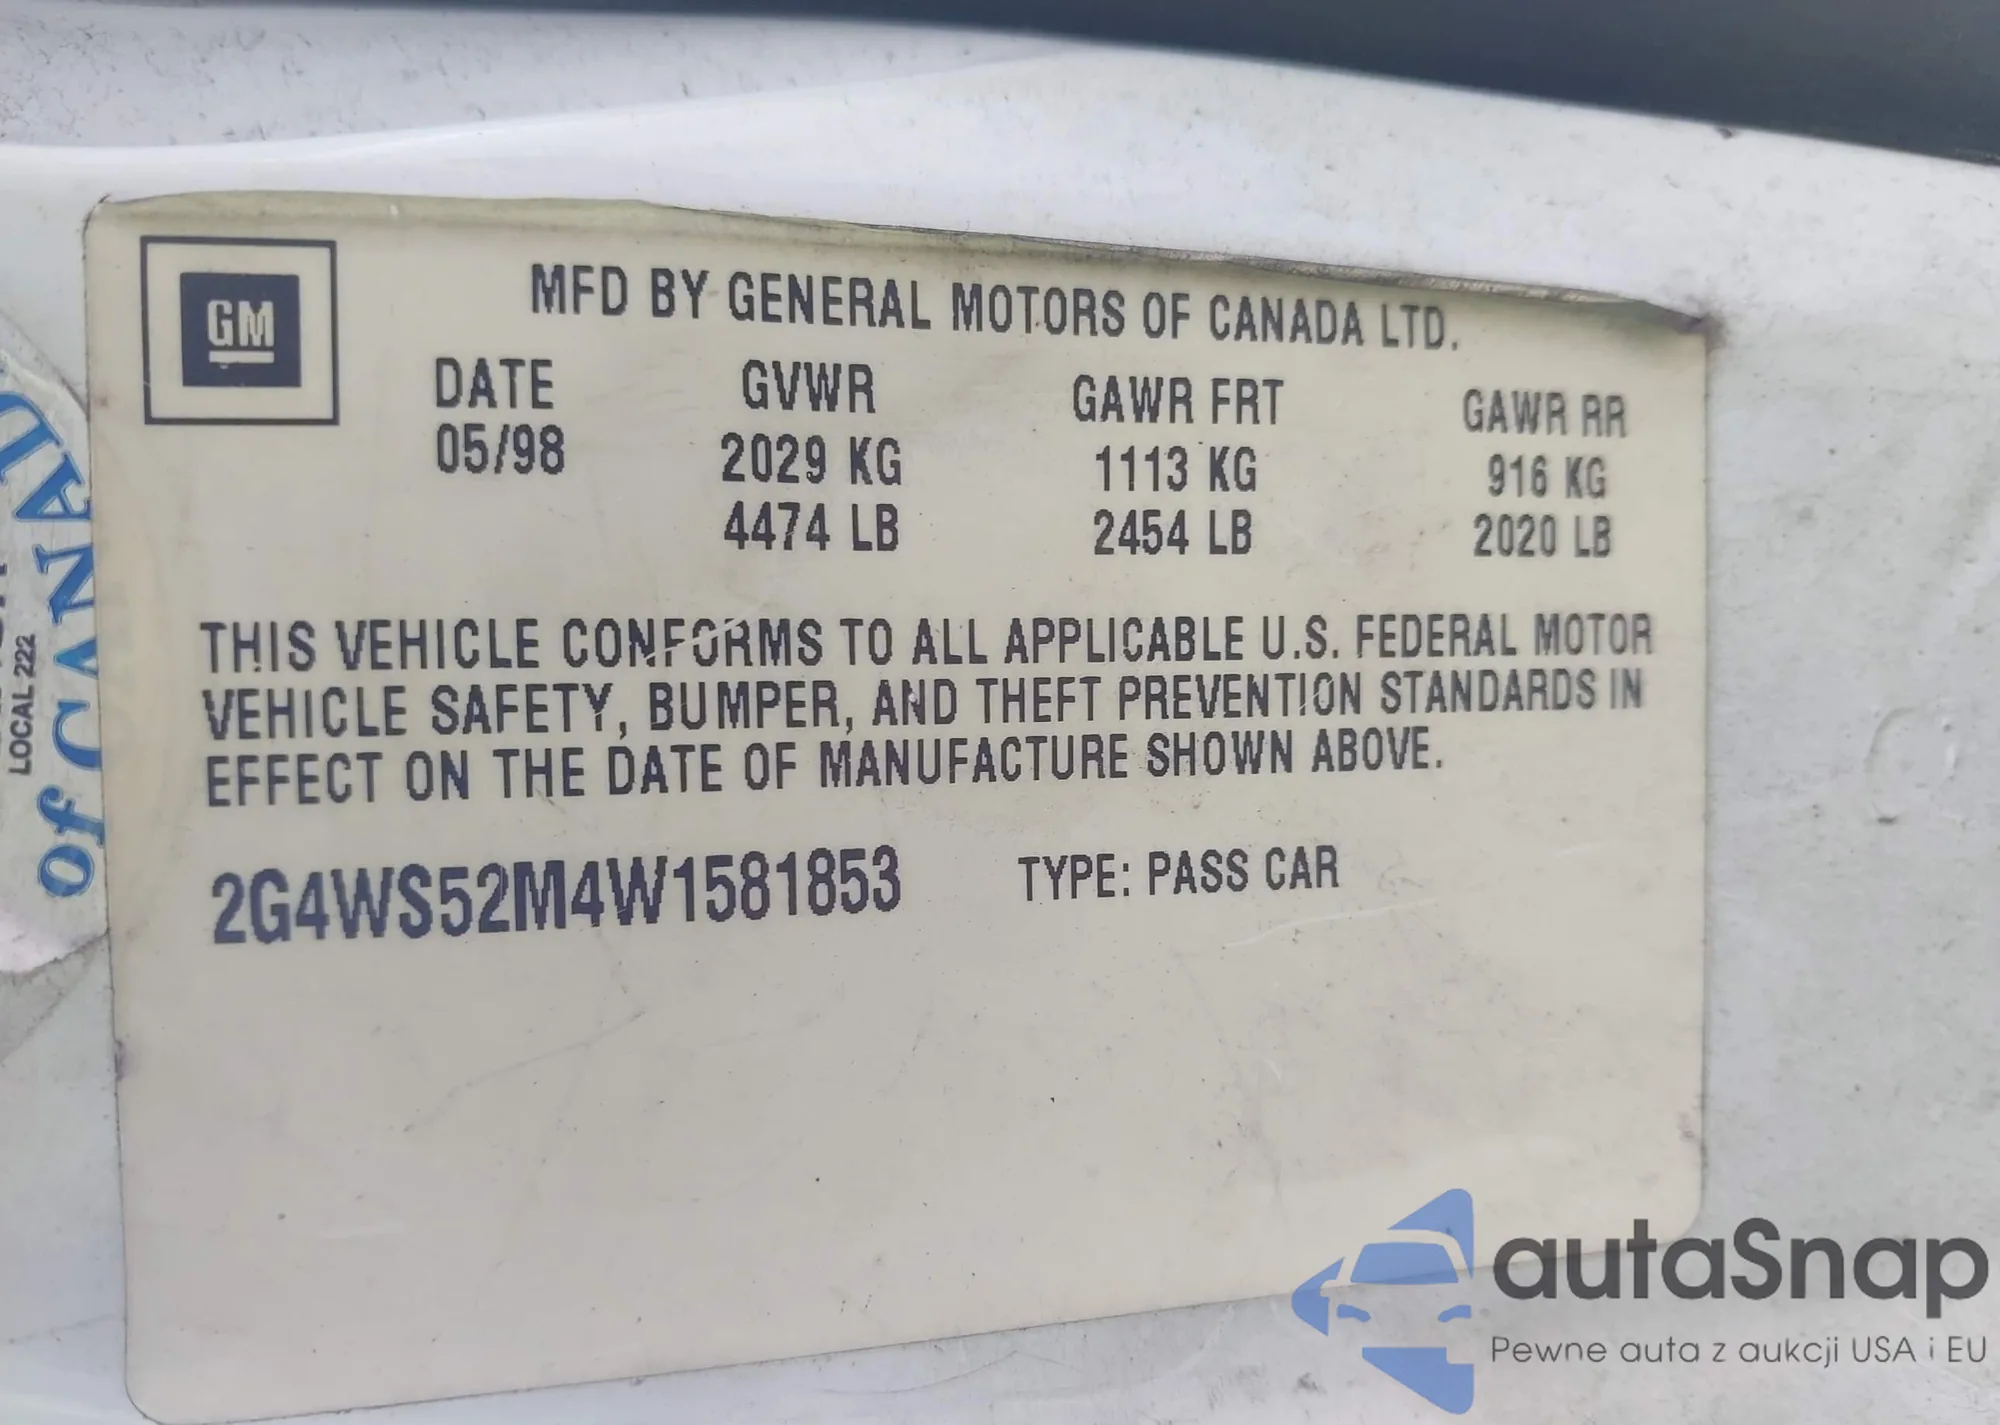 GM
MFD BY GENERAL MOTORS OF CANADA LTD.
DATE GVWR GAWR FRT GAWR RR
05/98 2029 KG 1113 KG 916 KG
4474 LB 2454 LB 2020 LB
THIS VEHICLE CONFORMS TO ALL APPLICABLE U.S. FEDERAL MOTOR
VEHICLE SAFETY, BUMPER, AND THEFT PREVENTION STANDARDS IN
EFFECT ON THE DATE OF MANUFACTURE SHOWN ABOVE.
2G4WS52M4W1581853 TYPE: PASS CAR
LOCAL 222
of CANAD
autaSnap
Pewne auta z aukcji USA i EU